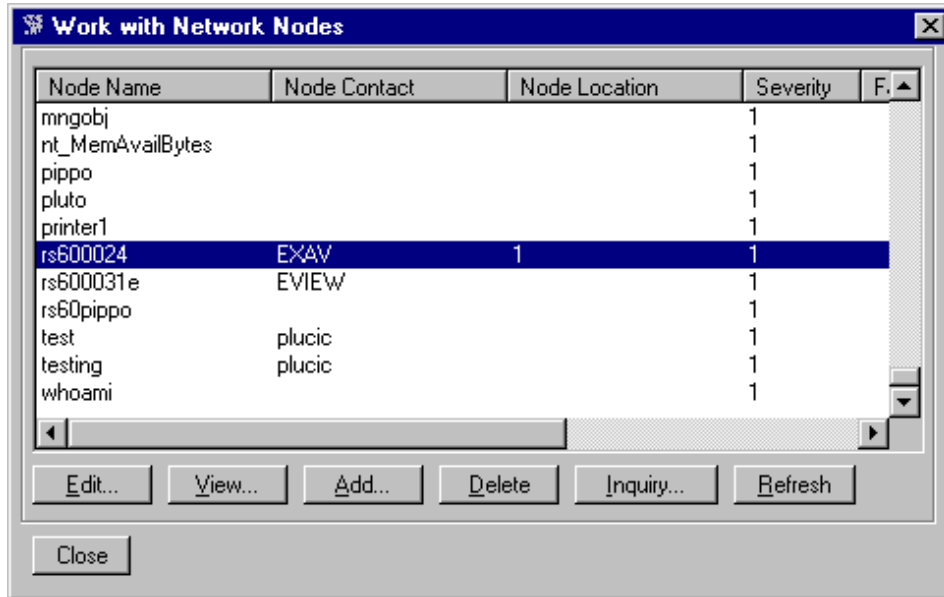 Work with Network Nodes
Node Name Node Contact Node Location Severity F.
mngobj 1
nt_MemAvailBytes 1
pippo 1
pluto 1
printer1 1
rs600024 EXAV 1 1
rs600031e EVIEW 1
rs60pippo 1
test plucic 1
testing plucic 1
whoami 1
Edit... View... Add... Delete Inquiry... Refresh
Close